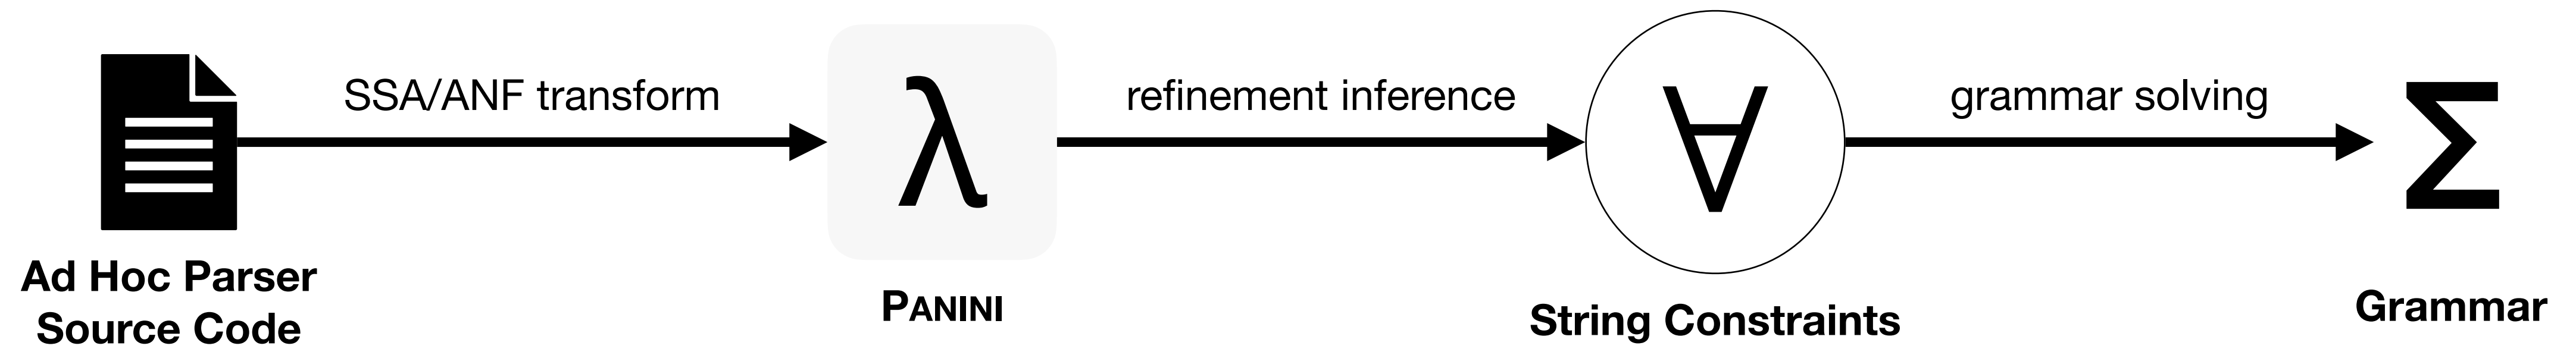 SSA/ANF transform
refinement inference
grammar solving
λ
∀
Σ
Ad Hoc Parser
Source Code
PANINI
String Constraints
Grammar